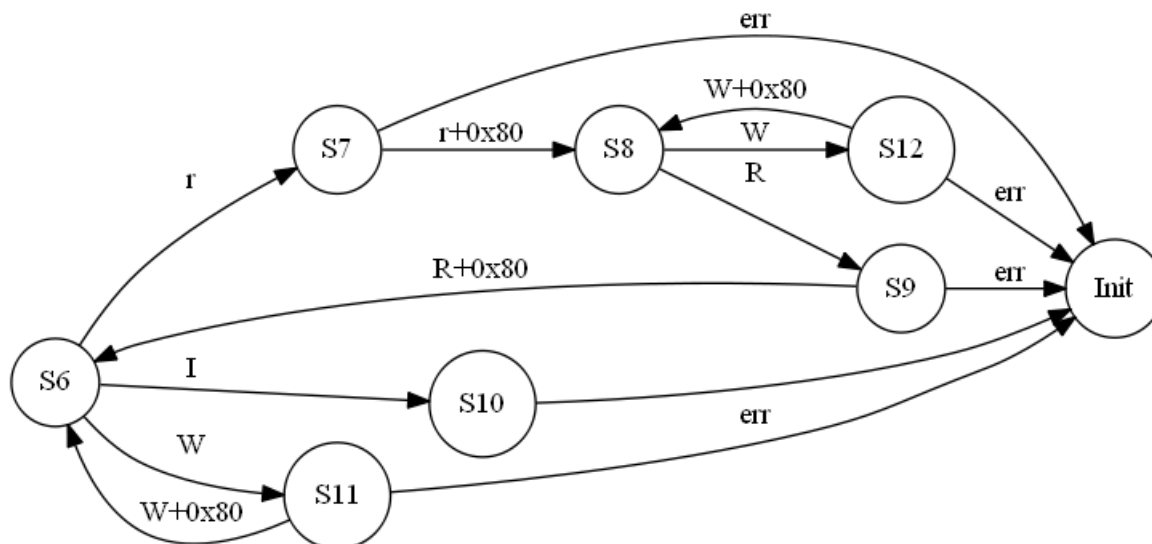 err
W+0x80
S7
r+0x80
S8
W
S12
r
R
err
R+0x80
S9
err
Init
S6
I
S10
err
W
W+0x80
S11